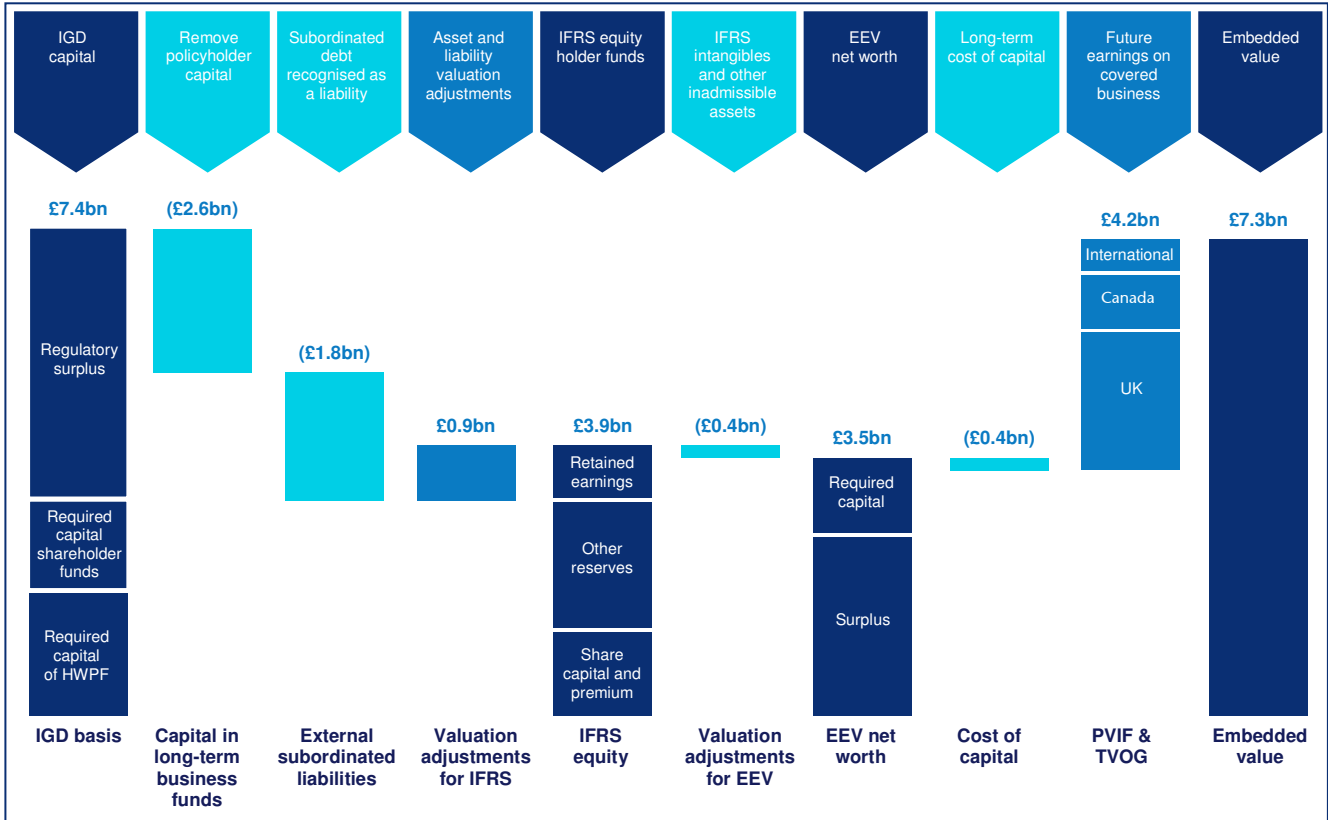 IGD
capital
Remove
policyholder
capital
Subordinated
debt
recognised as
a liability
Asset and
liability
valuation
adjustments
IFRS equity
holder funds
IFRS
intangibles
and other
inadmissible
assets
EEV
net worth
Long-term
cost of capital
Future
earnings on
covered
business
Embedded
value
£7.4bn
Regulatory
surplus
Required
capital
shareholder
funds
Required
capital
of HWPF
(£2.6bn)
(£1.8bn)
£0.9bn
£3.9bn
Retained
earnings
Other
reserves
Share
capital and
premium
(£0.4bn)
£3.5bn
Required
capital
Surplus
(£0.4bn)
£4.2bn
International
Canada
UK
£7.3bn
IGD basis
Capital in
long-term
business
funds
External
subordinated
liabilities
Valuation
adjustments
for IFRS
IFRS
equity
Valuation
adjustments
for EEV
EEV net
worth
Cost of
capital
PVIF &
TVOG
Embedded
value